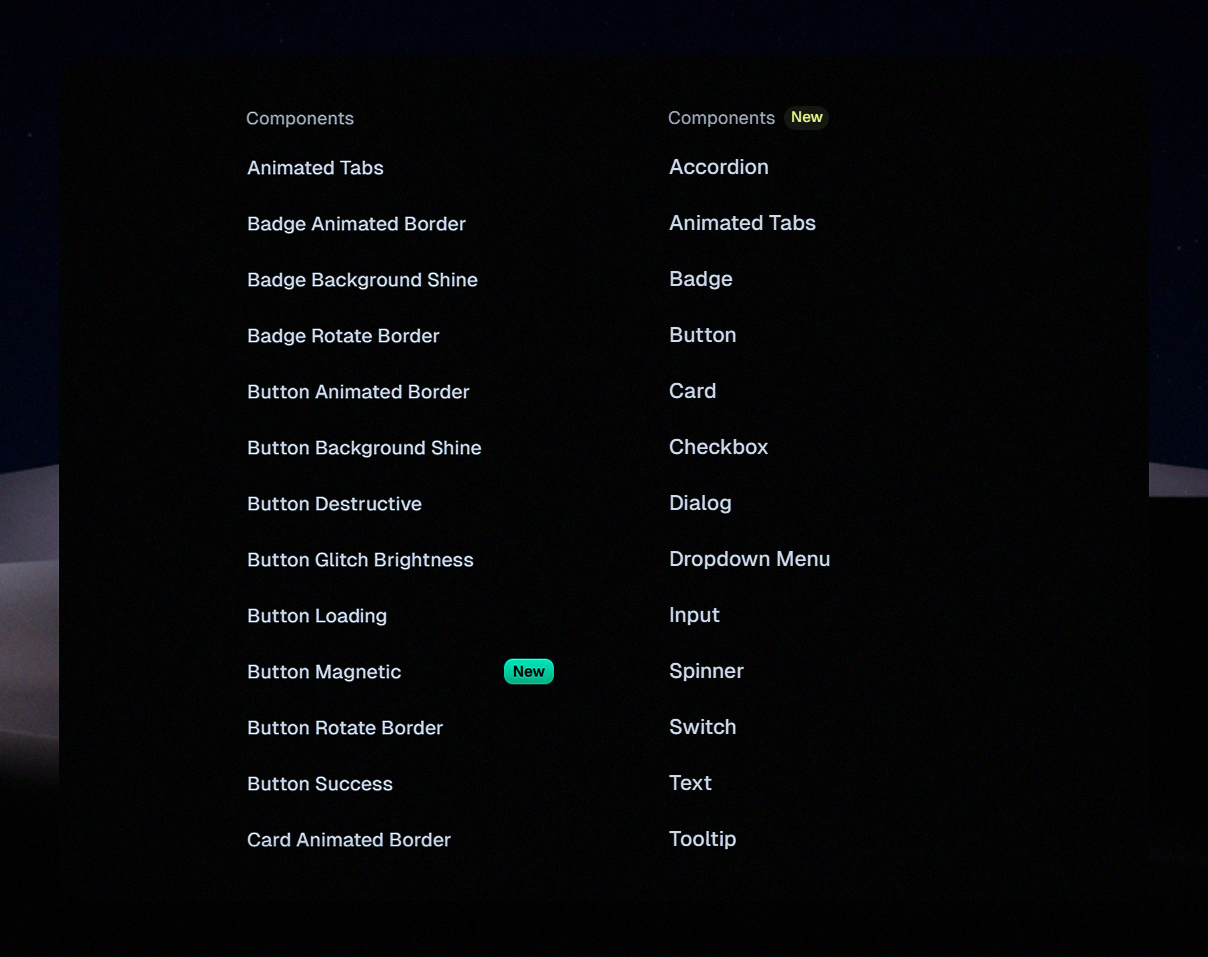 Components
Animated Tabs
Badge Animated Border
Badge Background Shine
Badge Rotate Border
Button Animated Border
Button Background Shine
Button Destructive
Button Glitch Brightness
Button Loading
Button Magnetic New
Button Rotate Border
Button Success
Card Animated Border
Components New
Accordion
Animated Tabs
Badge
Button
Card
Checkbox
Dialog
Dropdown Menu
Input
Spinner
Switch
Text
Tooltip